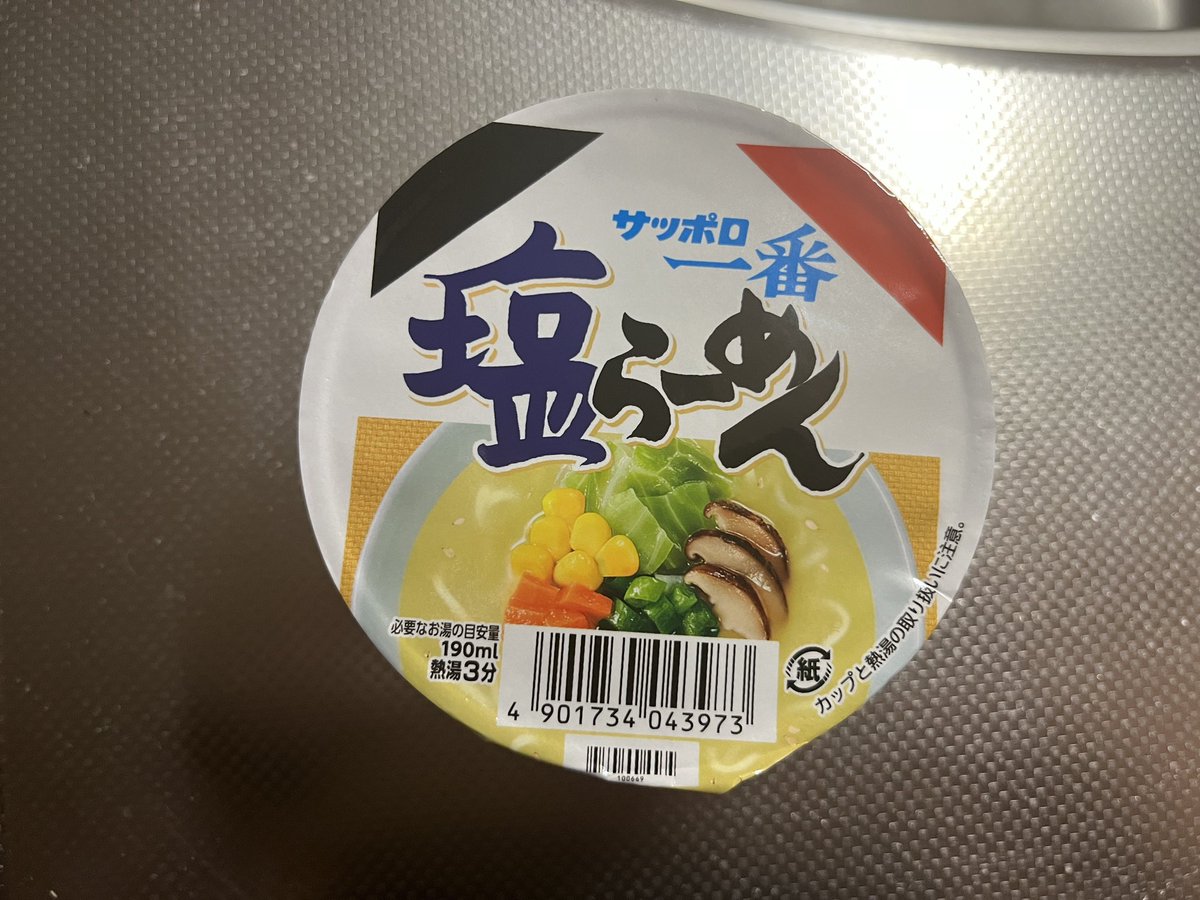 サッポロ
一番
塩らーめん
必要なお湯の目安量
190ml
熱湯3分
紙
カップと熱湯の取り扱いに注意。
4 901734 043973
100649